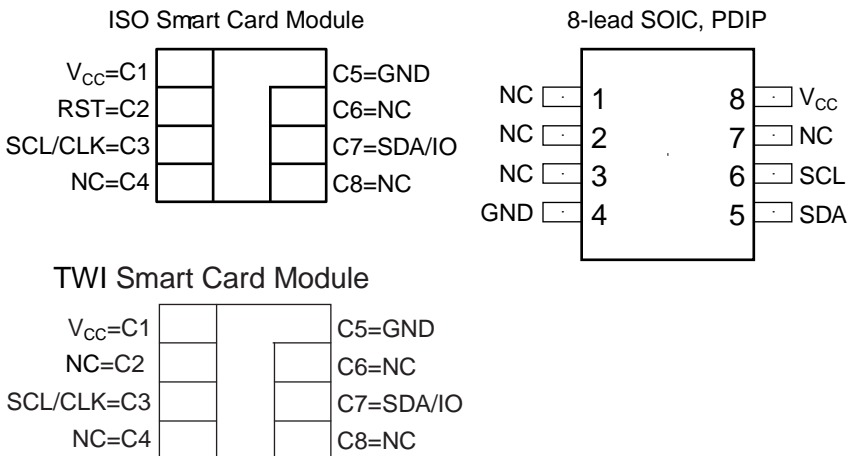 ISO Smart Card Module
V_CC=C1
C5=GND
RST=C2
C6=NC
SCL/CLK=C3
C7=SDA/IO
NC=C4
C8=NC
8-lead SOIC, PDIP
NC 1 8 V_CC
NC 2 7 NC
NC 3 6 SCL
GND 4 5 SDA
TWI Smart Card Module
V_CC=C1
C5=GND
NC=C2
C6=NC
SCL/CLK=C3
C7=SDA/IO
NC=C4
C8=NC